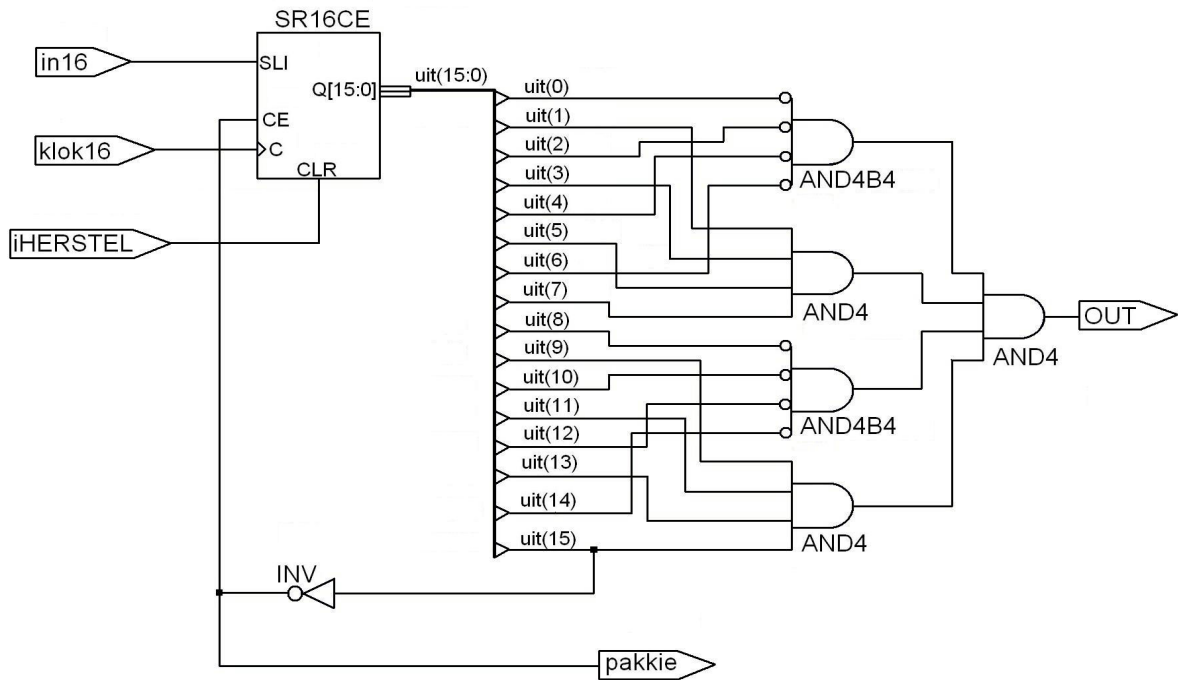 SR16CE
in16
SLI
Q[15:0]
uit(15:0)
CE
klok16
C
CLR
iHERSTEL
uit(0)
uit(1)
uit(2)
uit(3)
uit(4)
uit(5)
uit(6)
uit(7)
uit(8)
uit(9)
uit(10)
uit(11)
uit(12)
uit(13)
uit(14)
uit(15)
AND4B4
AND4
AND4B4
AND4
AND4
OUT
INV
pakkie